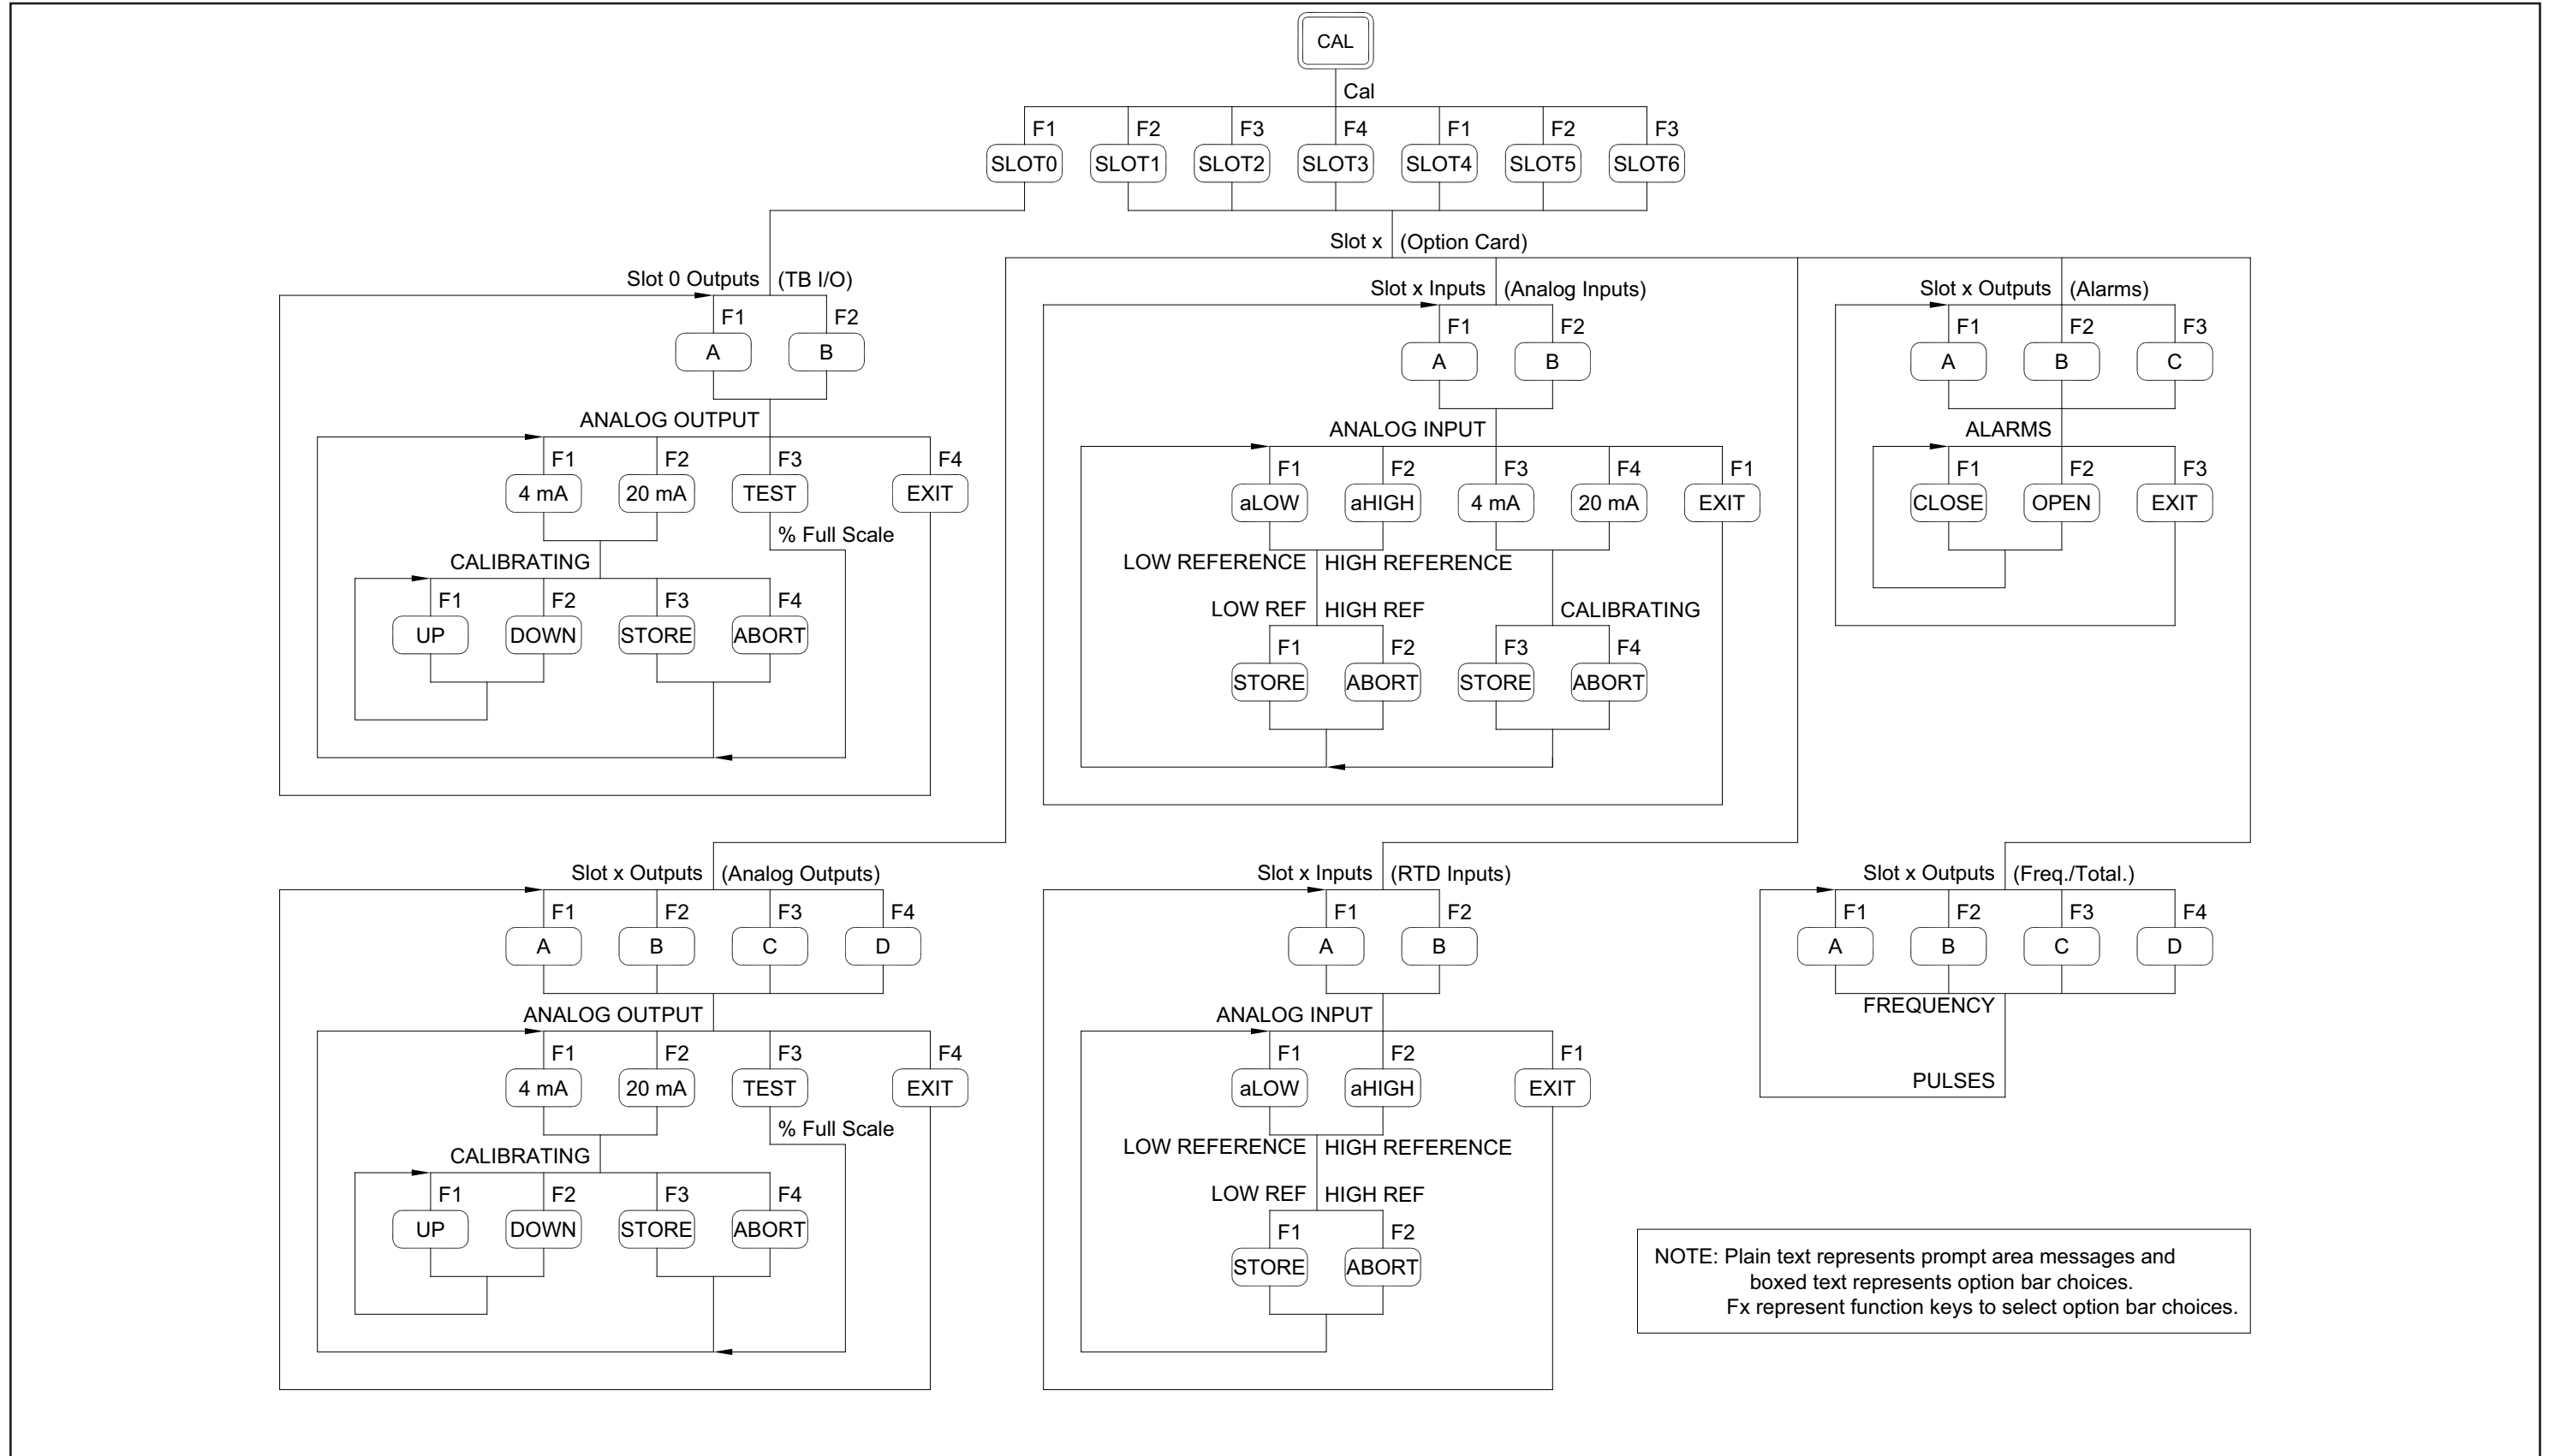 CAL
Cal
F1 F2 F3 F4 F1 F2 F3
SLOT0 SLOT1 SLOT2 SLOT3 SLOT4 SLOT5 SLOT6
Slot x (Option Card)
Slot 0 Outputs (TB I/O)
F1 F2
A B
ANALOG OUTPUT
F1 F2 F3 F4
4 mA 20 mA TEST EXIT
% Full Scale
CALIBRATING
F1 F2 F3 F4
UP DOWN STORE ABORT
Slot x Inputs (Analog Inputs)
F1 F2
A B
ANALOG INPUT
F1 F2 F3 F4 F1
aLOW aHIGH 4 mA 20 mA EXIT
LOW REFERENCE HIGH REFERENCE
LOW REF HIGH REF CALIBRATING
F1 F2 F3 F4
STORE ABORT STORE ABORT
Slot x Outputs (Alarms)
F1 F2 F3
A B C
ALARMS
F1 F2 F3
CLOSE OPEN EXIT
Slot x Outputs (Analog Outputs)
F1 F2 F3 F4
A B C D
ANALOG OUTPUT
F1 F2 F3 F4
4 mA 20 mA TEST EXIT
% Full Scale
CALIBRATING
F1 F2 F3 F4
UP DOWN STORE ABORT
Slot x Inputs (RTD Inputs)
F1 F2
A B
ANALOG INPUT
F1 F2 F1
aLOW aHIGH EXIT
LOW REFERENCE HIGH REFERENCE
LOW REF HIGH REF
F1 F2
STORE ABORT
Slot x Outputs (Freq./Total.)
F1 F2 F3 F4
A B C D
FREQUENCY
PULSES
NOTE: Plain text represents prompt area messages and
boxed text represents option bar choices.
Fx represent function keys to select option bar choices.